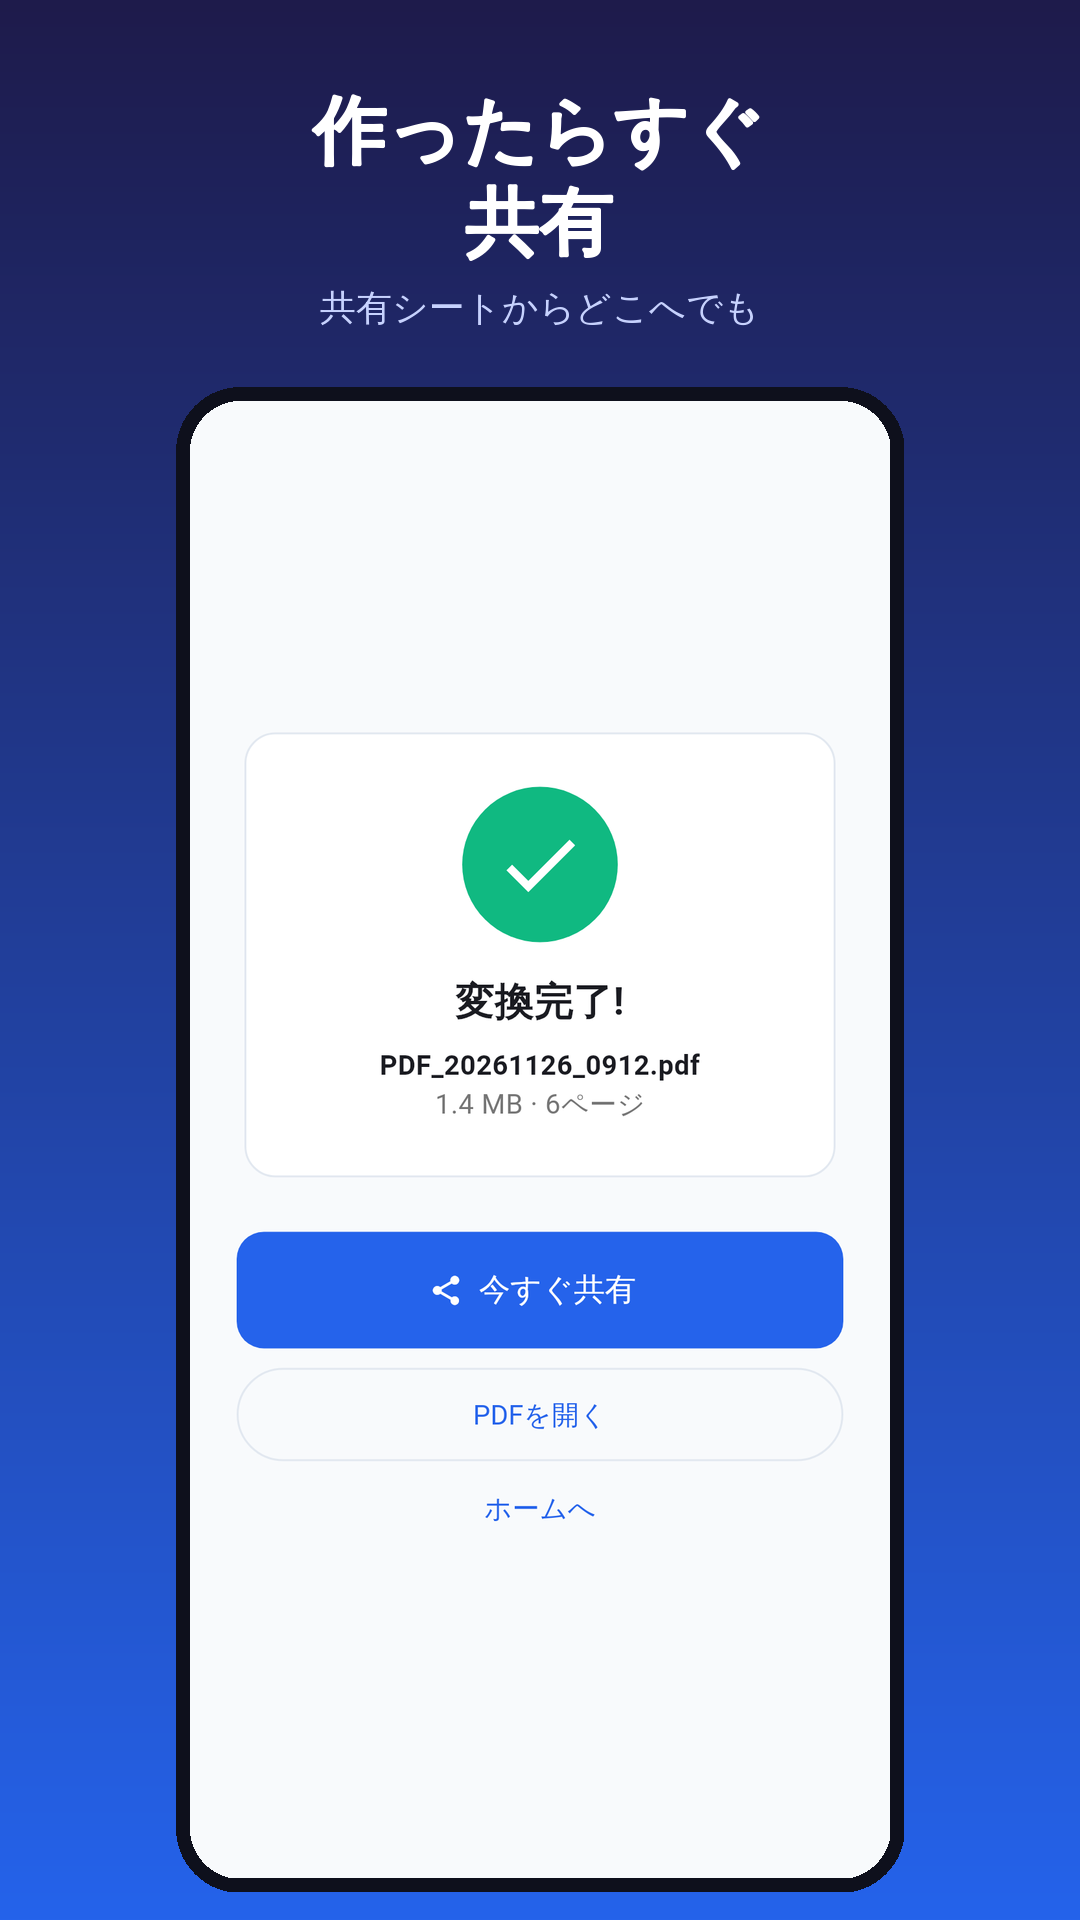 作ったらすぐ
共有
共有シートからどこへでも
変換完了!
PDF_20261126_0912.pdf
1.4 MB · 6ページ
今すぐ共有
PDFを開く
ホームへ